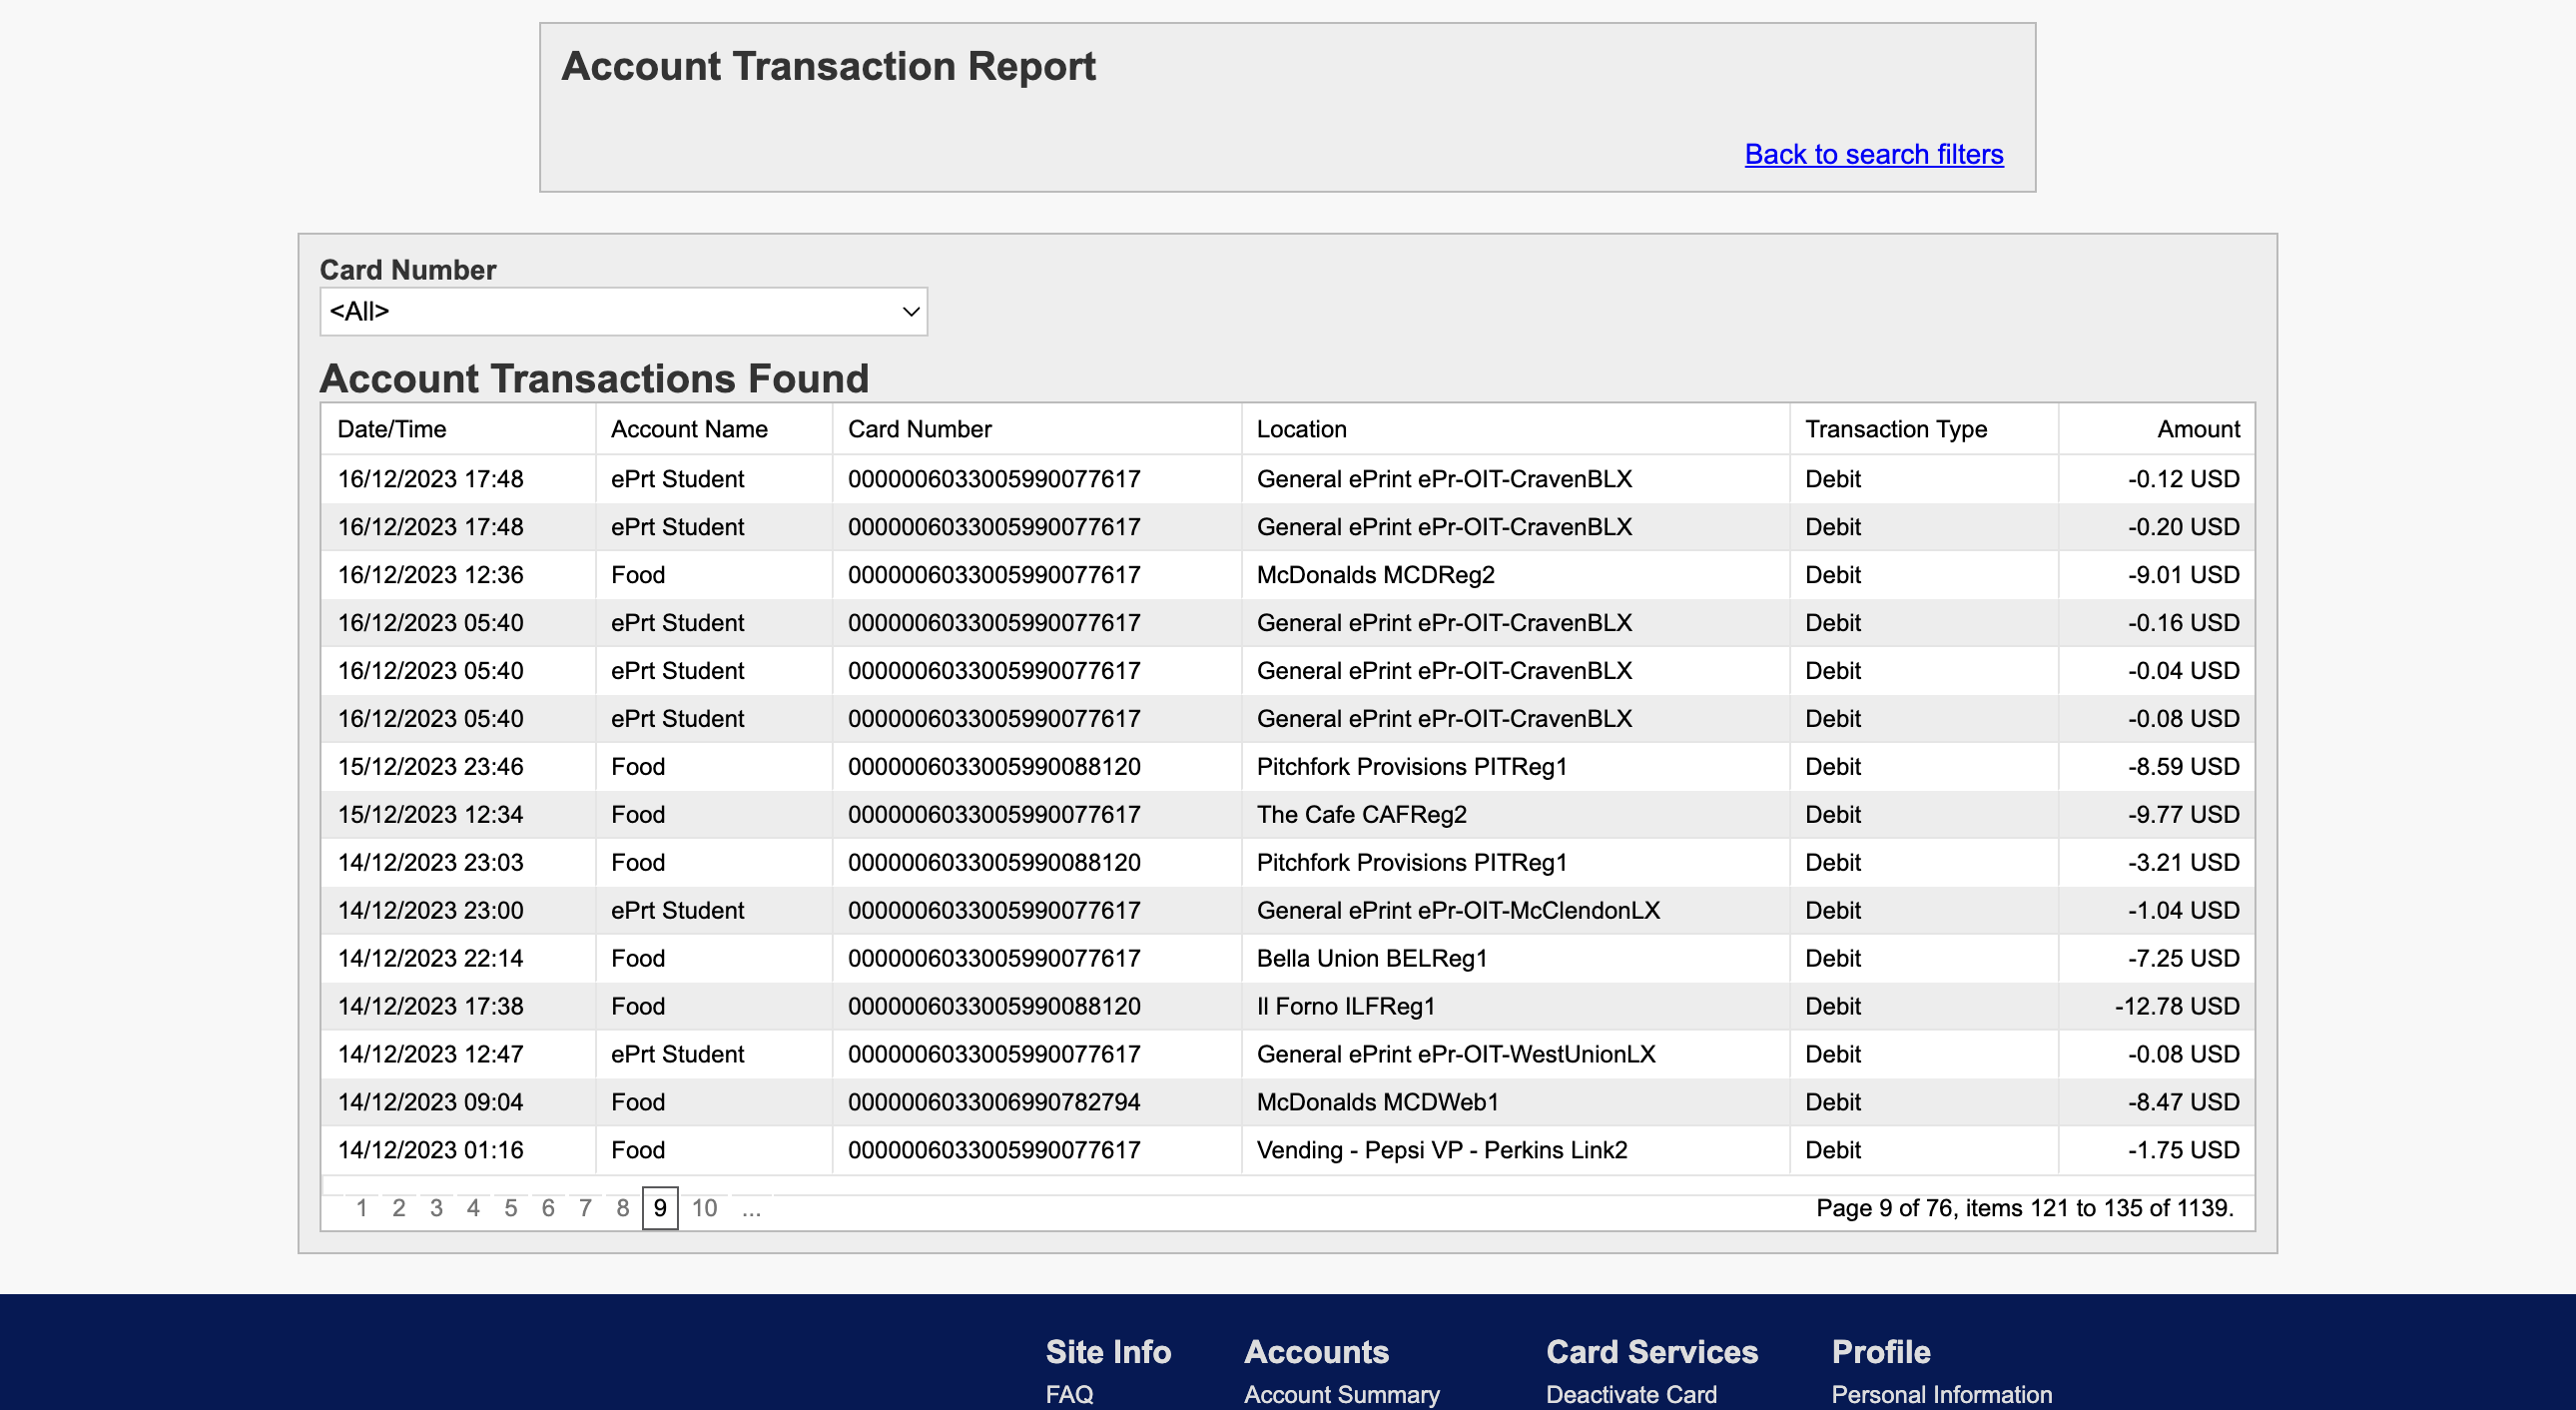 Account Transaction Report
Back to search filters
Card Number
<All>
Account Transactions Found
Date/Time Account Name Card Number Location Transaction Type Amount
16/12/2023 17:48 ePrt Student 0000006033005990077617 General ePrint ePr-OIT-CravenBLX Debit -0.12 USD
16/12/2023 17:48 ePrt Student 0000006033005990077617 General ePrint ePr-OIT-CravenBLX Debit -0.20 USD
16/12/2023 12:36 Food 0000006033005990077617 McDonalds MCDReg2 Debit -9.01 USD
16/12/2023 05:40 ePrt Student 0000006033005990077617 General ePrint ePr-OIT-CravenBLX Debit -0.16 USD
16/12/2023 05:40 ePrt Student 0000006033005990077617 General ePrint ePr-OIT-CravenBLX Debit -0.04 USD
16/12/2023 05:40 ePrt Student 0000006033005990077617 General ePrint ePr-OIT-CravenBLX Debit -0.08 USD
15/12/2023 23:46 Food 0000006033005990088120 Pitchfork Provisions PITReg1 Debit -8.59 USD
15/12/2023 12:34 Food 0000006033005990077617 The Cafe CAFReg2 Debit -9.77 USD
14/12/2023 23:03 Food 0000006033005990088120 Pitchfork Provisions PITReg1 Debit -3.21 USD
14/12/2023 23:00 ePrt Student 0000006033005990077617 General ePrint ePr-OIT-McClendonLX Debit -1.04 USD
14/12/2023 22:14 Food 0000006033005990077617 Bella Union BELReg1 Debit -7.25 USD
14/12/2023 17:38 Food 0000006033005990088120 Il Forno ILFReg1 Debit -12.78 USD
14/12/2023 12:47 ePrt Student 0000006033005990077617 General ePrint ePr-OIT-WestUnionLX Debit -0.08 USD
14/12/2023 09:04 Food 0000006033006990782794 McDonalds MCDWeb1 Debit -8.47 USD
14/12/2023 01:16 Food 0000006033005990077617 Vending - Pepsi VP - Perkins Link2 Debit -1.75 USD
1 2 3 4 5 6 7 8 9 10 ... Page 9 of 76, items 121 to 135 of 1139.
Site Info Accounts Card Services Profile
FAQ Account Summary Deactivate Card Personal Information